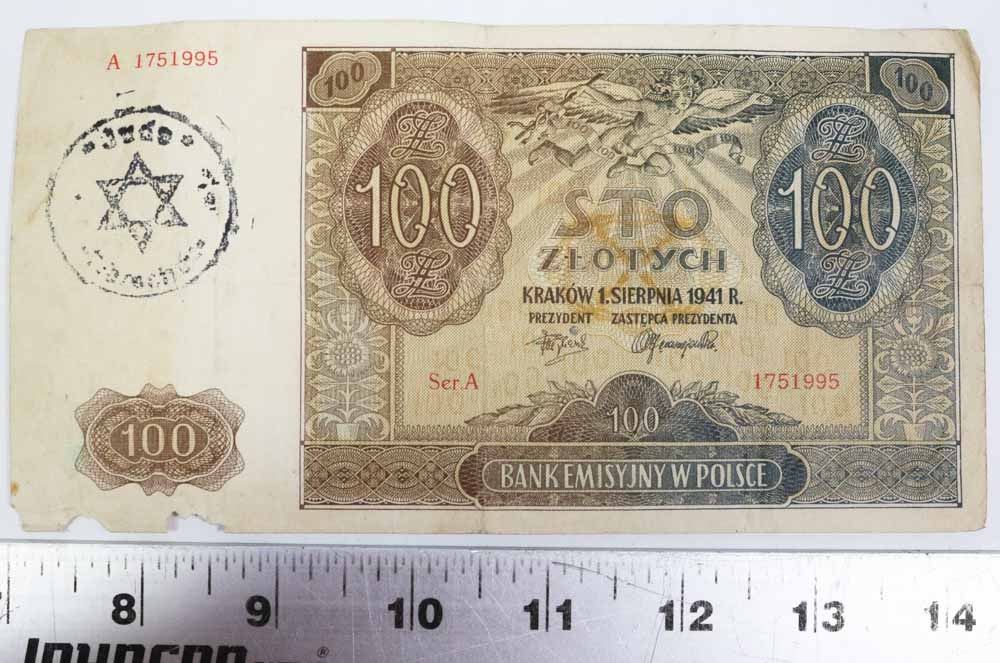 A 1751995
Jude
100
100
100
100
STO
ZŁOTYCH
KRAKÓW 1. SIERPNIA 1941 R.
PREZYDENT ZASTĘPCA PREZYDENTA
Ser. A
1751995
100
100
BANK EMISYJNY W POLSCE
8 9 10 11 12 13 14